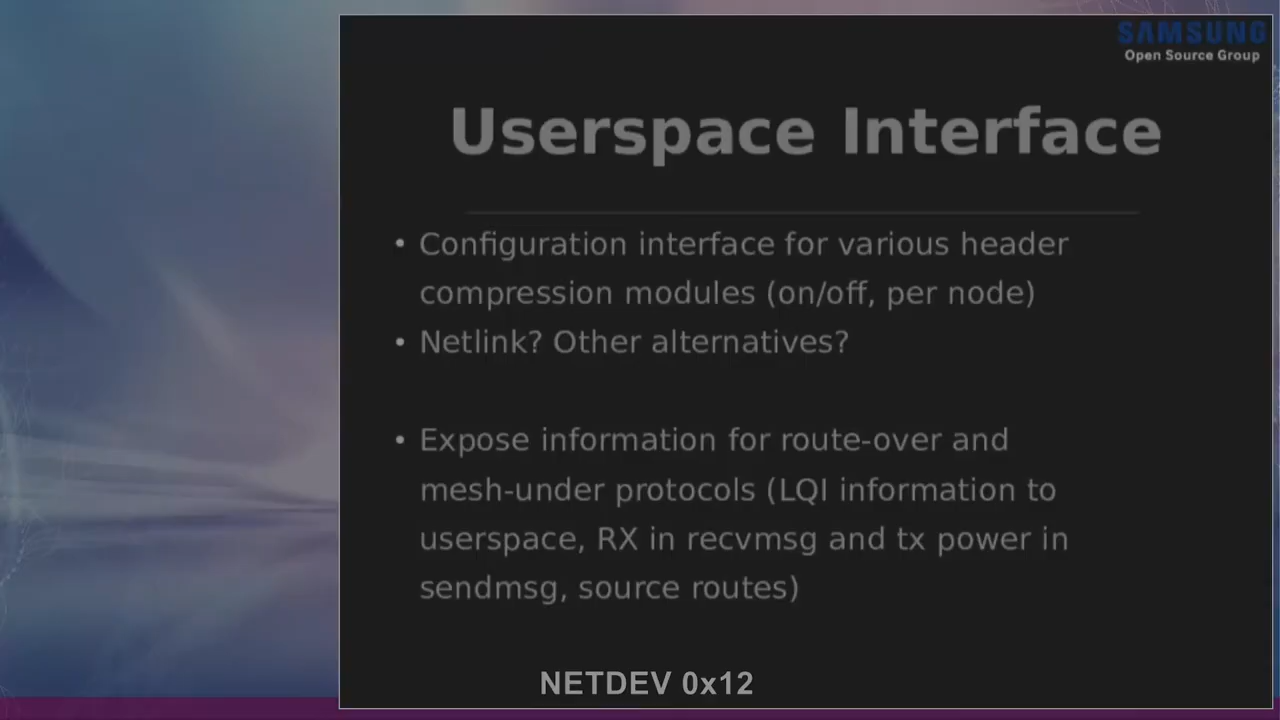 SAMSUNG
Open Source Group
Userspace Interface
• Configuration interface for various header
compression modules (on/off, per node)
• Netlink? Other alternatives?
• Expose information for route-over and
mesh-under protocols (LQI information to
userspace, RX in recvmsg and tx power in
sendmsg, source routes)
NETDEV 0x12